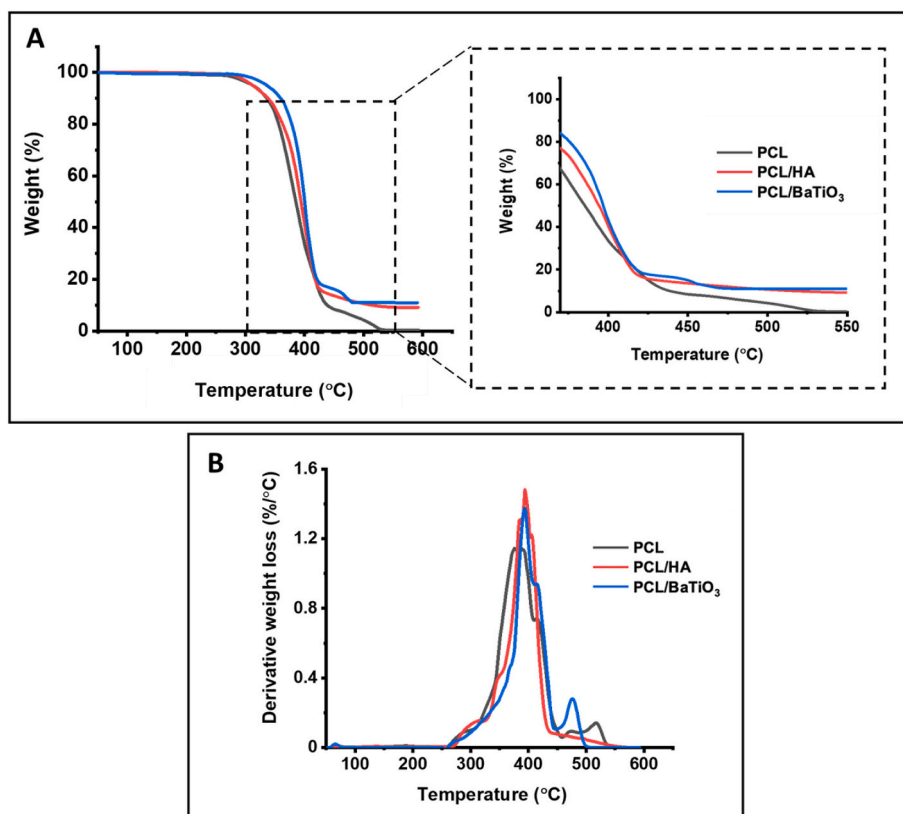 A
Weight (%)
100
80
60
40
20
0
100 200 300 400 500 600
Temperature (°C)
Weight (%)
100
80
60
40
20
0
PCL
PCL/HA
PCL/BaTiO₃
400 450 500 550
Temperature (°C)
B
Derivative weight loss (%/°C)
1.6
1.2
0.8
0.4
0
PCL
PCL/HA
PCL/BaTiO₃
100 200 300 400 500 600
Temperature (°C)